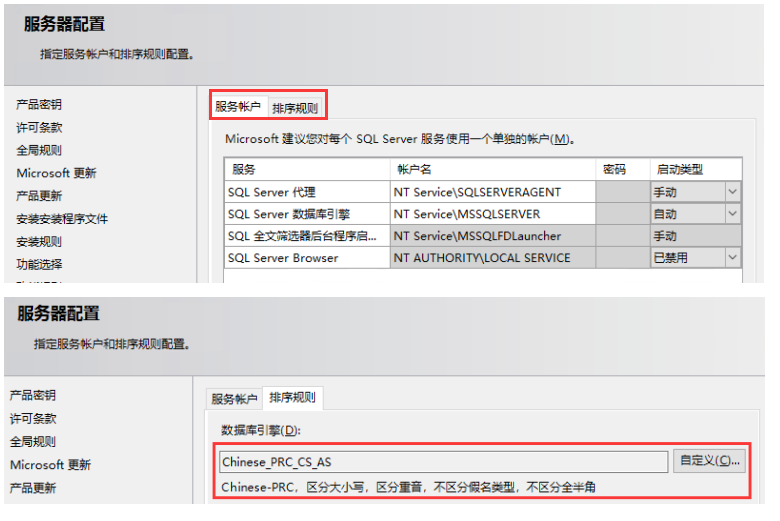 服务器配置
指定服务帐户和排序规则配置。
产品密钥
许可条款
全局规则
Microsoft 更新
产品更新
安装安装程序文件
安装规则
功能选择
服务帐户 排序规则
Microsoft 建议您对每个 SQL Server 服务使用一个单独的帐户(M)。
服务 帐户名 密码 启动类型
SQL Server 代理 NT Service\SQLSERVERAGENT 手动
SQL Server 数据库引擎 NT Service\MSSQLSERVER 自动
SQL 全文筛选器后台程序启... NT Service\MSSQLFDLauncher 手动
SQL Server Browser NT AUTHORITY\LOCAL SERVICE 已禁用
服务器配置
指定服务帐户和排序规则配置。
产品密钥
许可条款
全局规则
Microsoft 更新
产品更新
服务帐户 排序规则
数据库引擎(D):
Chinese_PRC_CS_AS 自定义(C)...
Chinese-PRC，区分大小写，区分重音，不区分假名类型，不区分全半角